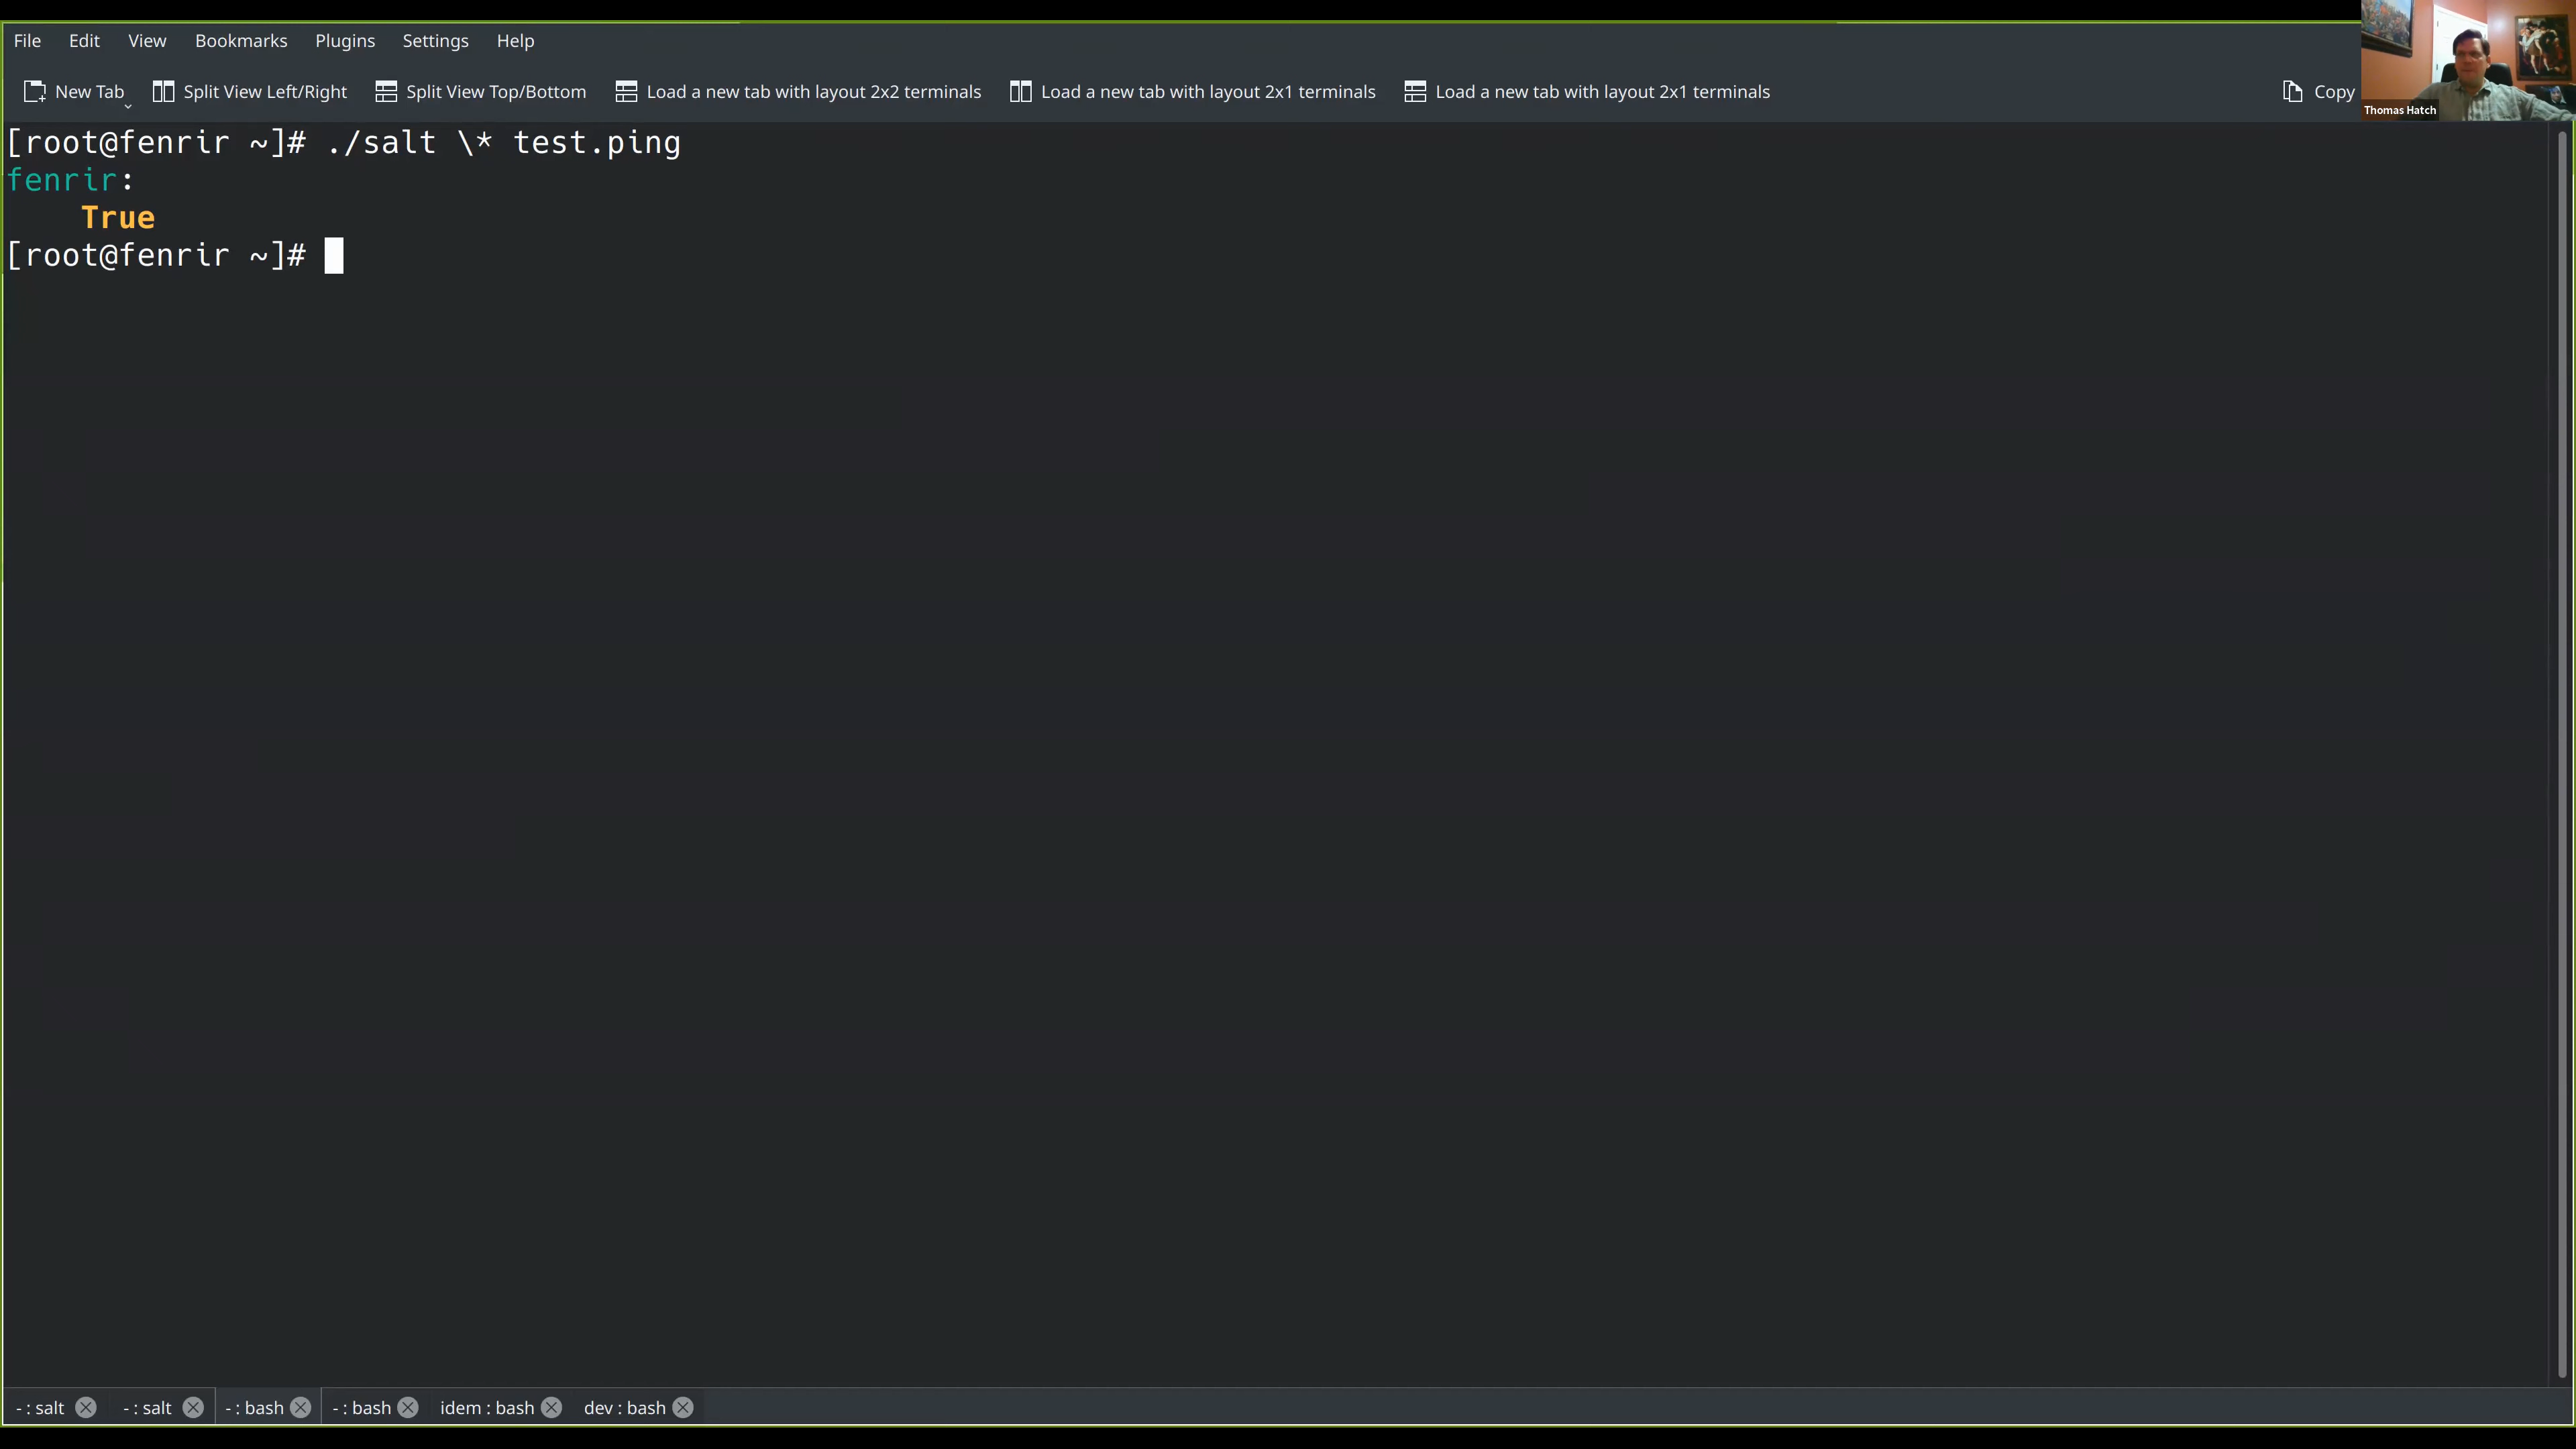 File Edit View Bookmarks Plugins Settings Help
New Tab Split View Left/Right Split View Top/Bottom Load a new tab with layout 2x2 terminals Load a new tab with layout 2x1 terminals Load a new tab with layout 2x1 terminals Copy
Thomas Hatch
[root@fenrir ~]# ./salt \* test.ping
fenrir:
    True
[root@fenrir ~]#
- : salt - : salt - : bash - : bash idem : bash dev : bash